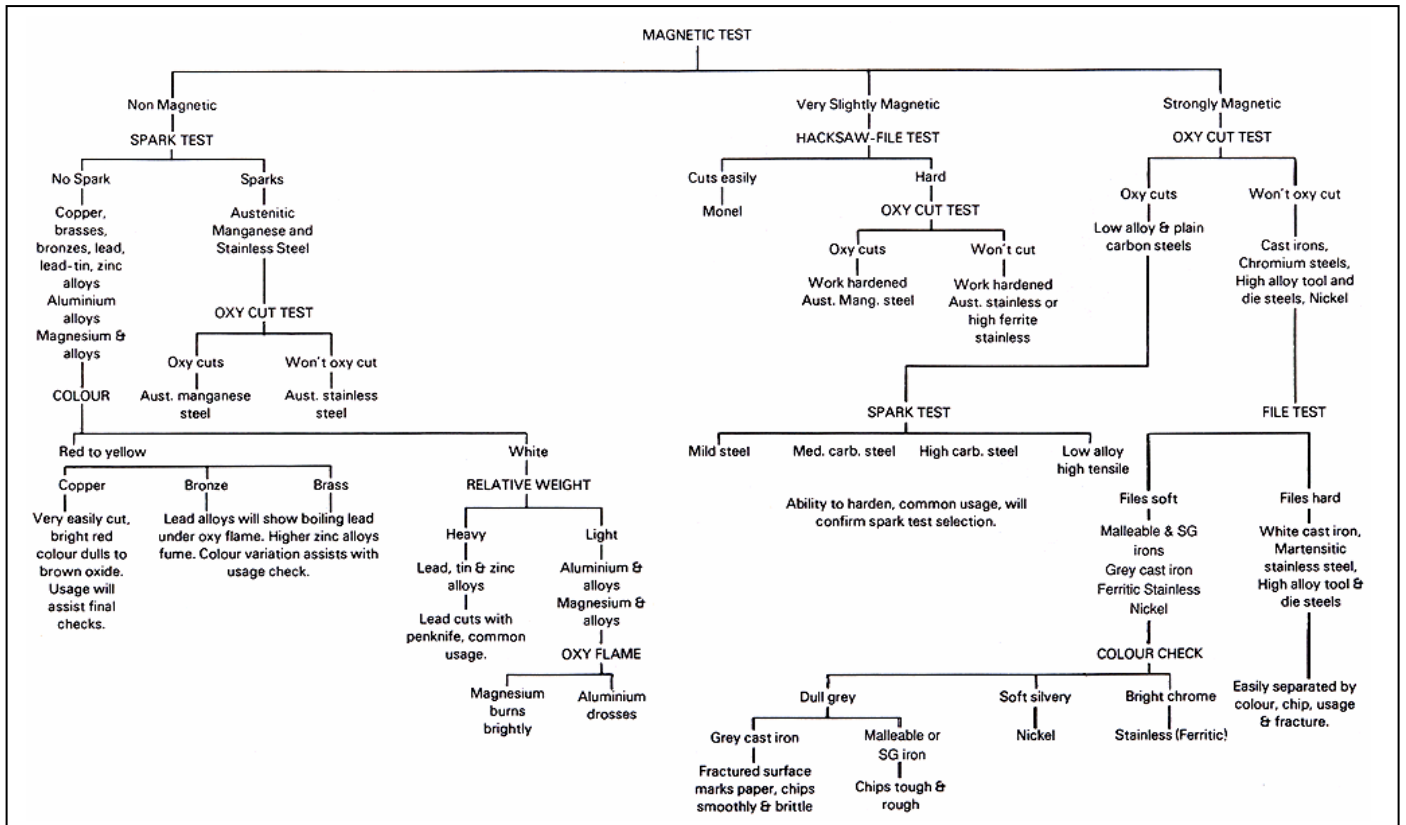 MAGNETIC TEST
Non Magnetic
SPARK TEST
No Spark
Copper,
brasses,
bronzes, lead,
lead-tin, zinc
alloys
Aluminium
alloys
Magnesium &
alloys
COLOUR
Sparks
Austenitic
Manganese and
Stainless Steel
OXY CUT TEST
Oxy cuts
Aust. manganese
steel
Won't oxy cut
Aust. stainless
steel
Red to yellow
Copper
Very easily cut,
bright red
colour dulls to
brown oxide.
Usage will
assist final
checks.
Bronze
Brass
Lead alloys will show boiling lead
under oxy flame. Higher zinc alloys
fume. Colour variation assists with
usage check.
White
RELATIVE WEIGHT
Heavy
Lead, tin & zinc
alloys
Lead cuts with
penknife, common
usage.
Light
Aluminium &
alloys
Magnesium &
alloys
OXY FLAME
Magnesium
burns
brightly
Aluminium
drosses
Very Slightly Magnetic
HACKSAW-FILE TEST
Cuts easily
Monel
Hard
OXY CUT TEST
Oxy cuts
Work hardened
Aust. Mang. steel
Won't cut
Work hardened
Aust. stainless or
high ferrite
stainless
Strongly Magnetic
OXY CUT TEST
Oxy cuts
Low alloy & plain
carbon steels
Won't oxy cut
Cast irons,
Chromium steels,
High alloy tool and
die steels, Nickel
SPARK TEST
Mild steel
Med. carb. steel
High carb. steel
Low alloy
high tensile
Ability to harden, common usage, will
confirm spark test selection.
FILE TEST
Files soft
Malleable & SG
irons
Grey cast iron
Ferritic Stainless
Nickel
COLOUR CHECK
Dull grey
Grey cast iron
Fractured surface
marks paper, chips
smoothly & brittle
Malleable or
SG iron
Chips tough &
rough
Soft silvery
Nickel
Bright chrome
Stainless (Ferritic)
Files hard
White cast iron,
Martensitic
stainless steel,
High alloy tool &
die steels
Easily separated by
colour, chip, usage
& fracture.